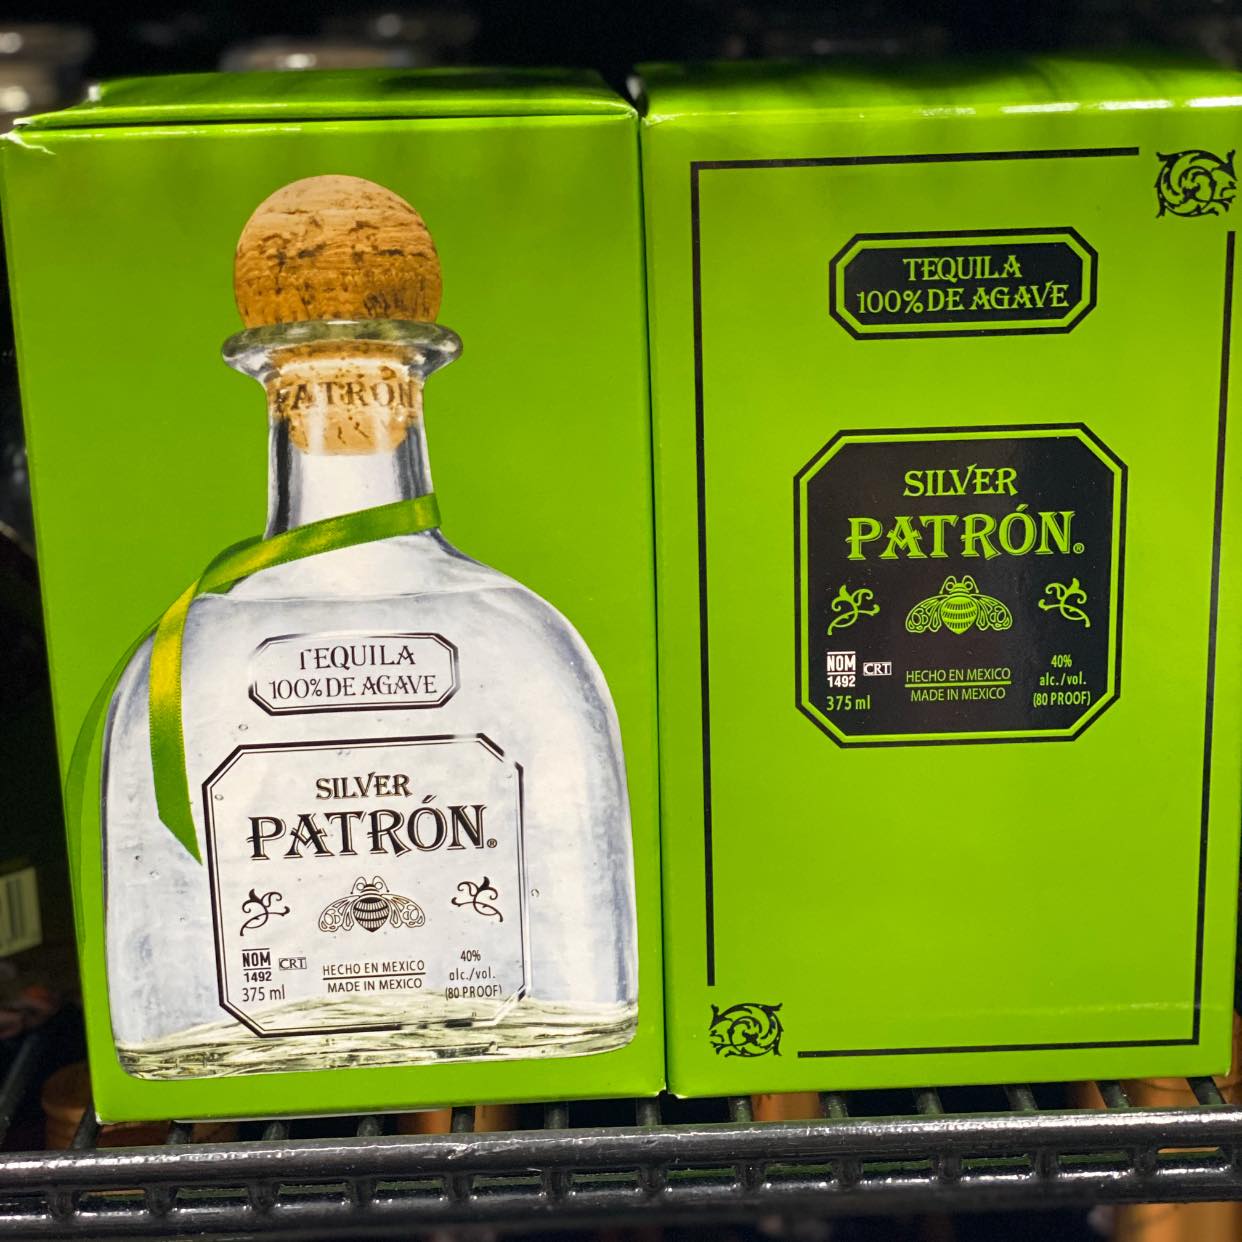 PATRÓN
TEQUILA
100% DE AGAVE
SILVER
PATRÓN®
NOM
1492
CRT
375 ml
HECHO EN MEXICO
MADE IN MEXICO
40%
alc./vol.
(80 PROOF)
TEQUILA
100% DE AGAVE
SILVER
PATRÓN®
NOM
1492
CRT
375 ml
HECHO EN MEXICO
MADE IN MEXICO
40%
alc./vol.
(80 PROOF)